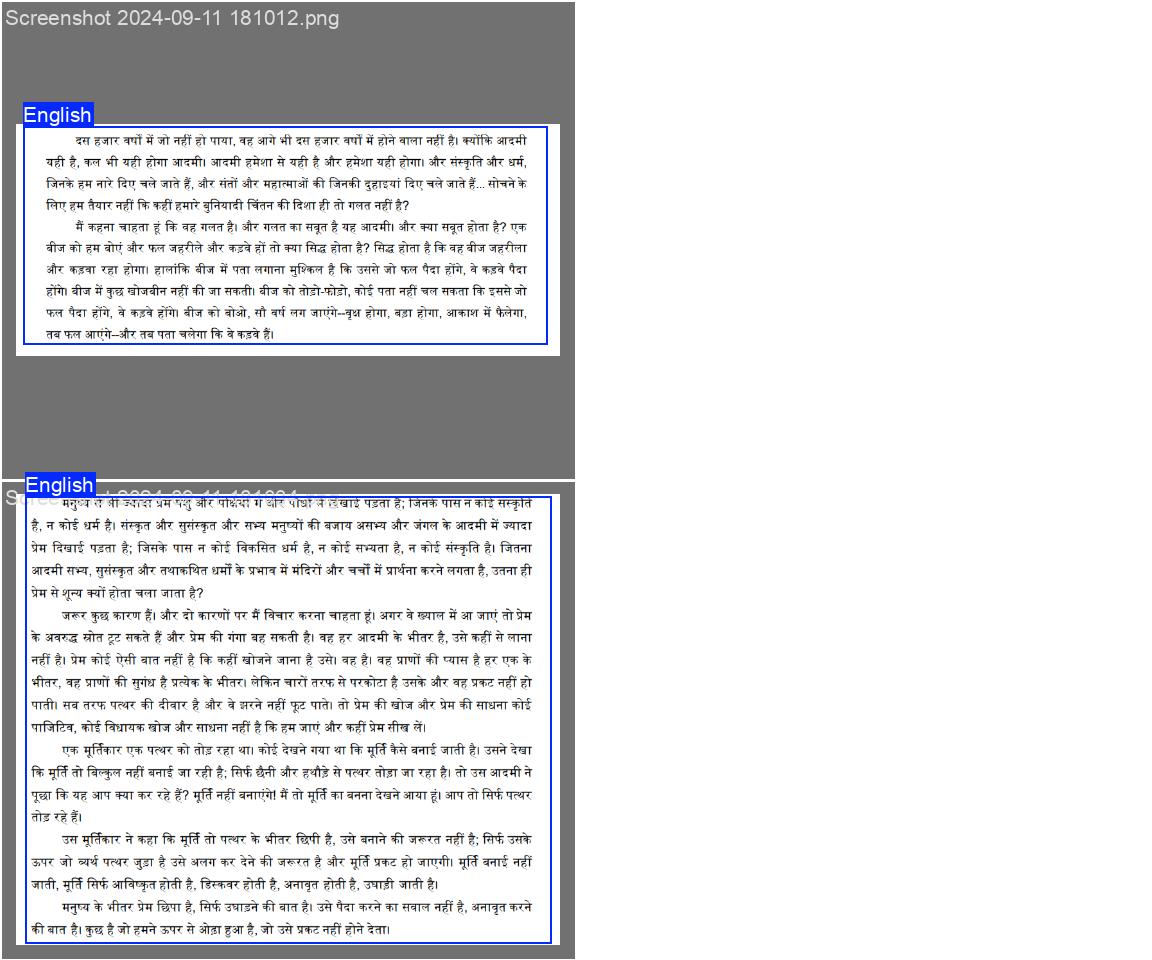 Screenshot 2024-09-11 181012.png
English
दस हजार वर्षों में जो नहीं हो पाया, वह आगे भी दस हजार वर्षों में होने वाला नहीं है। क्योंकि आदमी
यही है, कल भी यही होगा आदमी। आदमी हमेशा से यही है और हमेशा यही होगा। और संस्कृति और धर्म,
जिनके हम नारे दिए चले जाते हैं, और संतों और महात्माओं की जिनकी दुहाइयां दिए चले जाते हैं... सोचने के
लिए हम तैयार नहीं कि कहीं हमारे बुनियादी चिंतन की दिशा ही तो गलत नहीं है?
मैं कहना चाहता हूं कि वह गलत है। और गलत का सबूत है यह आदमी। और क्या सबूत होता है? एक
बीज को हम बोएं और फल जहरीले और कड़वे हों तो क्या सिद्ध होता है? सिद्ध होता है कि वह बीज जहरीला
और कड़वा रहा होगा। हालांकि बीज में पता लगाना मुश्किल है कि उससे जो फल पैदा होंगे, वे कड़वे पैदा
होंगे। बीज में कुछ खोजबीन नहीं की जा सकती। बीज को तोड़ो-फोड़ो, कोई पता नहीं चल सकता कि इससे जो
फल पैदा होंगे, वे कड़वे होंगे। बीज को बोओ, सौ वर्ष लग जाएंगे--वृक्ष होगा, बड़ा होगा, आकाश में फैलेगा,
तब फल आएंगे--और तब पता चलेगा कि वे कड़वे हैं।
English
मनुष्य से भी ज्यादा प्रेम पशु और पक्षियों में और पौधों में दिखाई पड़ता है; जिनके पास न कोई संस्कृति
है, न कोई धर्म है। संस्कृत और सुसंस्कृत और सभ्य मनुष्यों की बजाय असभ्य और जंगल के आदमी में ज्यादा
प्रेम दिखाई पड़ता है; जिसके पास न कोई विकसित धर्म है, न कोई सभ्यता है, न कोई संस्कृति है। जितना
आदमी सभ्य, सुसंस्कृत और तथाकथित धर्मों के प्रभाव में मंदिरों और चर्चों में प्रार्थना करने लगता है, उतना ही
प्रेम से शून्य क्यों होता चला जाता है?
जरूर कुछ कारण हैं। और दो कारणों पर मैं विचार करना चाहता हूं। अगर वे ख्याल में आ जाएं तो प्रेम
के अवरुद्ध स्रोत टूट सकते हैं और प्रेम की गंगा बह सकती है। वह हर आदमी के भीतर है, उसे कहीं से लाना
नहीं है। प्रेम कोई ऐसी बात नहीं है कि कहीं खोजने जाना है उसे। वह है। वह प्राणों की प्यास है हर एक के
भीतर, वह प्राणों की सुगंध है प्रत्येक के भीतर। लेकिन चारों तरफ से परकोटा है उसके और वह प्रकट नहीं हो
पाती। सब तरफ पत्थर की दीवार है और वे झरने नहीं फूट पाते। तो प्रेम की खोज और प्रेम की साधना कोई
पाजिटिव, कोई विधायक खोज और साधना नहीं है कि हम जाएं और कहीं प्रेम सीख लें।
एक मूर्तिकार एक पत्थर को तोड़ रहा था। कोई देखने गया था कि मूर्ति कैसे बनाई जाती है। उसने देखा
कि मूर्ति तो बिल्कुल नहीं बनाई जा रही है; सिर्फ छैनी और हथौड़े से पत्थर तोड़ा जा रहा है। तो उस आदमी ने
पूछा कि यह आप क्या कर रहे हैं? मूर्ति नहीं बनाएंगे! मैं तो मूर्ति का बनना देखने आया हूं। आप तो सिर्फ पत्थर
तोड़ रहे हैं।
उस मूर्तिकार ने कहा कि मूर्ति तो पत्थर के भीतर छिपी है, उसे बनाने की जरूरत नहीं है; सिर्फ उसके
ऊपर जो व्यर्थ पत्थर जुड़ा है उसे अलग कर देने की जरूरत है और मूर्ति प्रकट हो जाएगी। मूर्ति बनाई नहीं
जाती, मूर्ति सिर्फ आविष्कृत होती है, डिस्कवर होती है, अनावृत होती है, उघाड़ी जाती है।
मनुष्य के भीतर प्रेम छिपा है, सिर्फ उघाड़ने की बात है। उसे पैदा करने का सवाल नहीं है, अनावृत करने
की बात है। कुछ है जो हमने ऊपर से ओढ़ा हुआ है, जो उसे प्रकट नहीं होने देता।